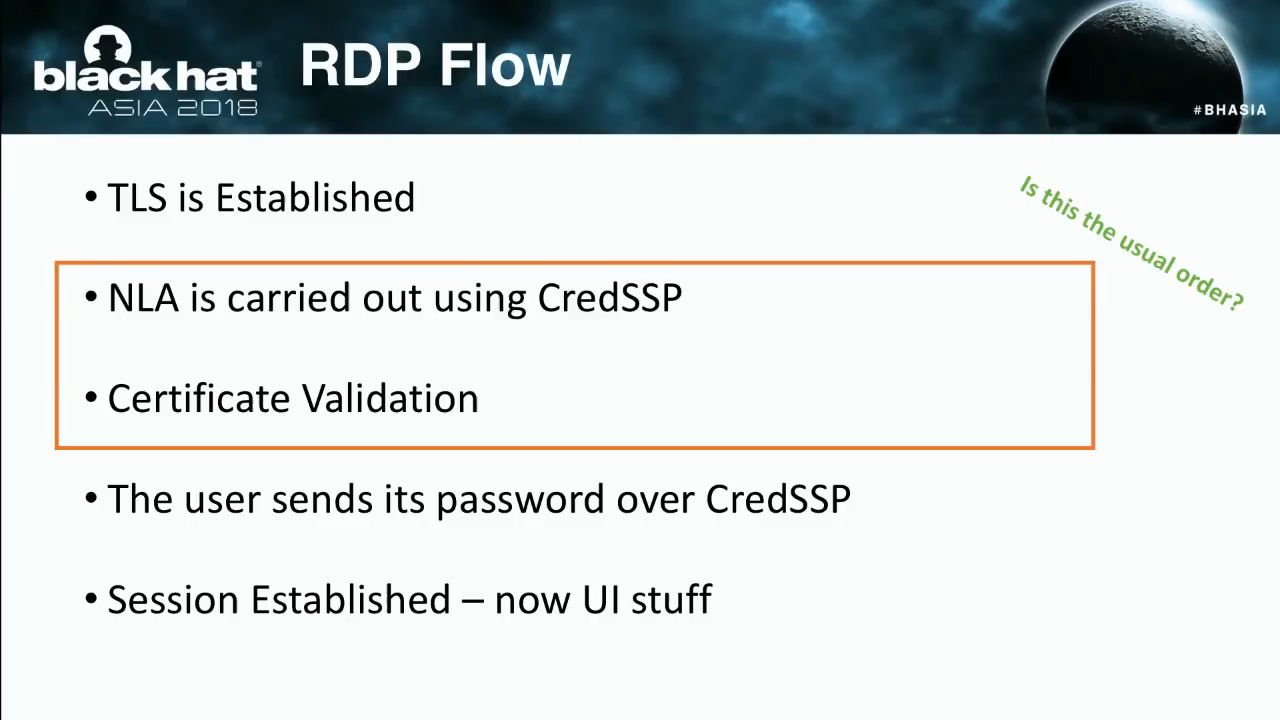 black hat®
ASIA 2018
RDP Flow
#BHASIA
• TLS is Established
Is this the usual order?
• NLA is carried out using CredSSP
• Certificate Validation
• The user sends its password over CredSSP
• Session Established – now UI stuff